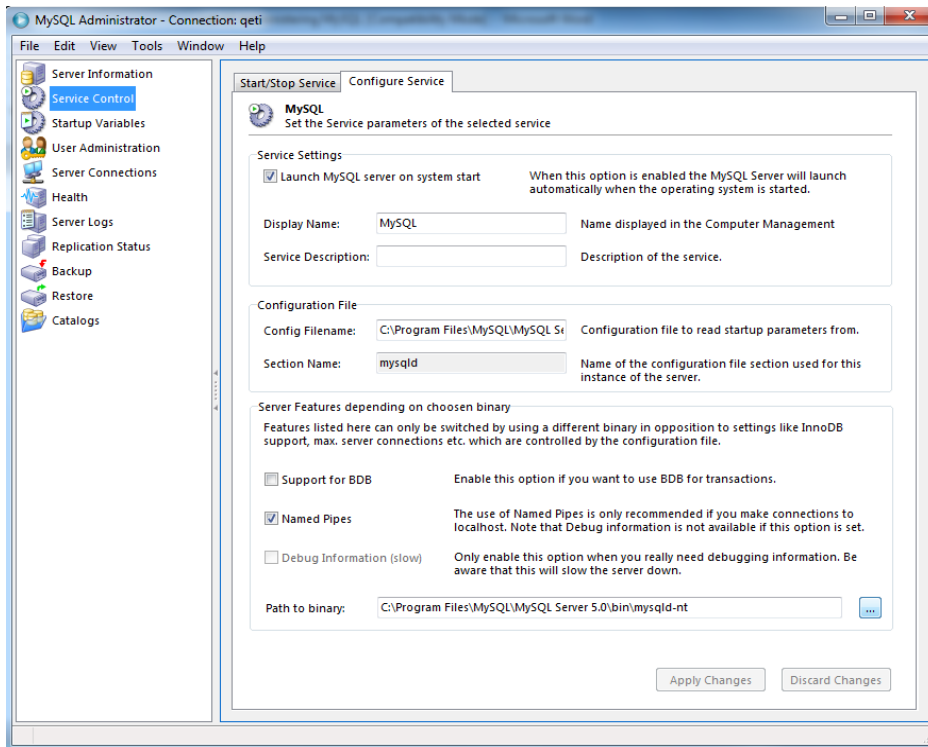 MySQL Administrator - Connection: qeti
File Edit View Tools Window Help
Server Information
Service Control
Startup Variables
User Administration
Server Connections
Health
Server Logs
Replication Status
Backup
Restore
Catalogs
Start/Stop Service Configure Service
MySQL
Set the Service parameters of the selected service
Service Settings
Launch MySQL server on system start When this option is enabled the MySQL Server will launch
automatically when the operating system is started.
Display Name: MySQL Name displayed in the Computer Management
Service Description: Description of the service.
Configuration File
Config Filename: C:\Program Files\MySQL\MySQL Se Configuration file to read startup parameters from.
Section Name: mysqld Name of the configuration file section used for this
instance of the server.
Server Features depending on choosen binary
Features listed here can only be switched by using a different binary in opposition to settings like InnoDB
support, max. server connections etc. which are controlled by the configuration file.
Support for BDB Enable this option if you want to use BDB for transactions.
Named Pipes The use of Named Pipes is only recommended if you make connections to
localhost. Note that Debug information is not available if this option is set.
Debug Information (slow) Only enable this option when you really need debugging information. Be
aware that this will slow the server down.
Path to binary: C:\Program Files\MySQL\MySQL Server 5.0\bin\mysqld-nt ...
Apply Changes Discard Changes